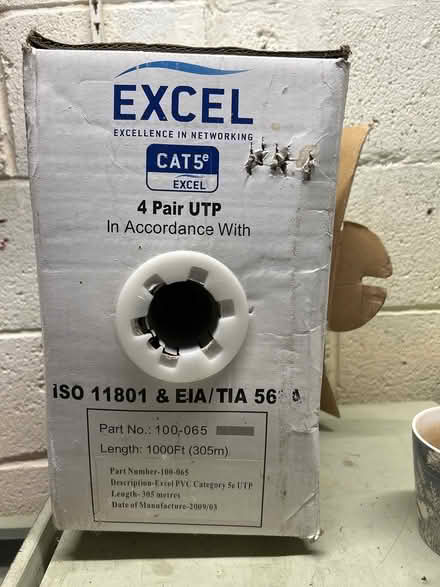 EXCEL
EXCELLENCE IN NETWORKING
CAT5e
EXCEL
4 Pair UTP
In Accordance With
ISO 11801 & EIA/TIA
Part No.: 100-065
Length: 1000Ft (305m)
Part Number-100-065
Description-Excel PVC Category 5e UTP
Length- 305 metres
Date of Manufacture-2009/03